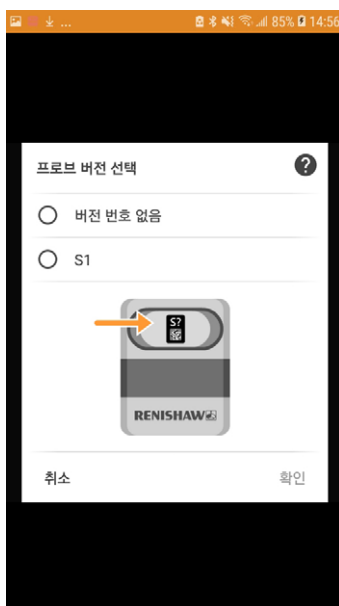 ... 85% 14:56
프로브 버전 선택
버전 번호 없음
S1
S?
RENISHAW
취소
확인